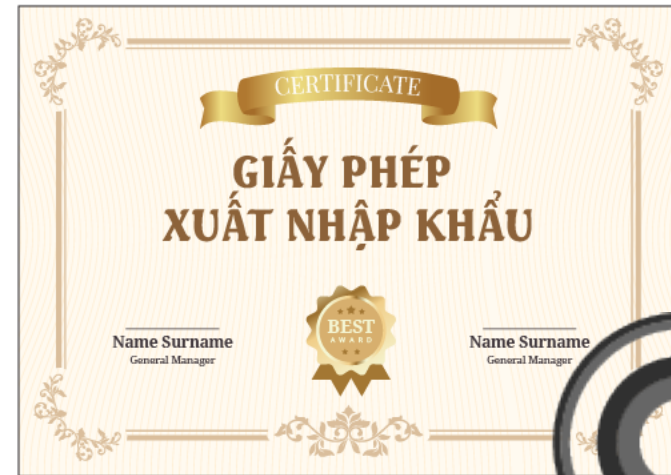 CERTIFICATE
GIẤY PHÉP
XUẤT NHẬP KHẨU
BEST
AWARD
Name Surname
General Manager
Name Surname
General Manager